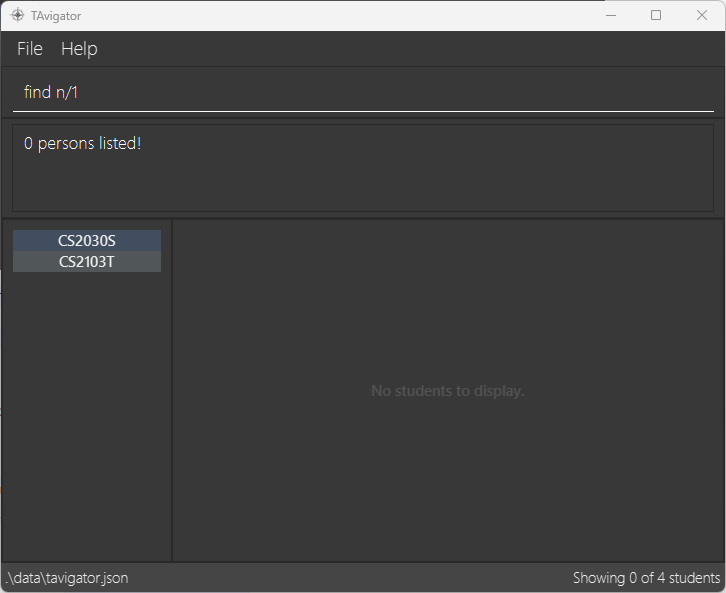 TAvigator
File Help
find n/1
0 persons listed!
CS2030S
CS2103T
No students to display.
.\data\tavigator.json
Showing 0 of 4 students